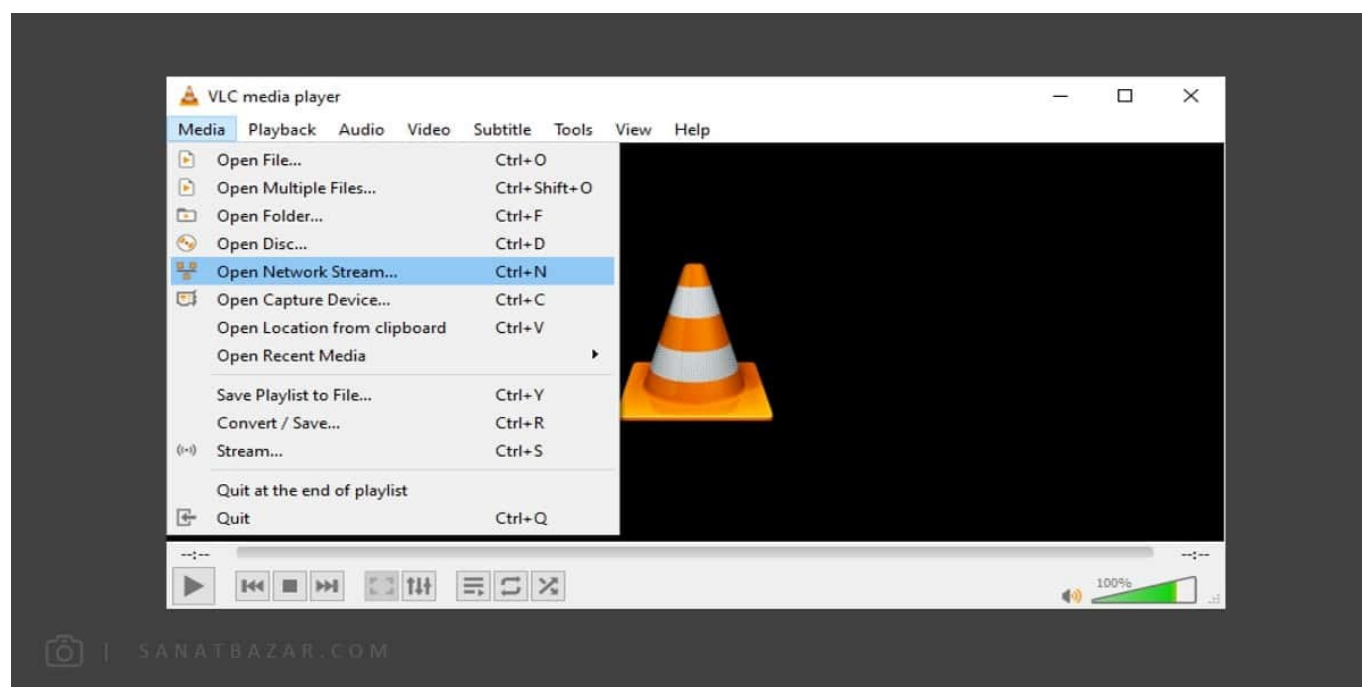 VLC media player
Media Playback Audio Video Subtitle Tools View Help
Open File... Ctrl+O
Open Multiple Files... Ctrl+Shift+O
Open Folder... Ctrl+F
Open Disc... Ctrl+D
Open Network Stream... Ctrl+N
Open Capture Device... Ctrl+C
Open Location from clipboard Ctrl+V
Open Recent Media
Save Playlist to File... Ctrl+Y
Convert / Save... Ctrl+R
Stream... Ctrl+S
Quit at the end of playlist
Quit Ctrl+Q
--:-- --:--
100%
| SANATBAZAR.COM